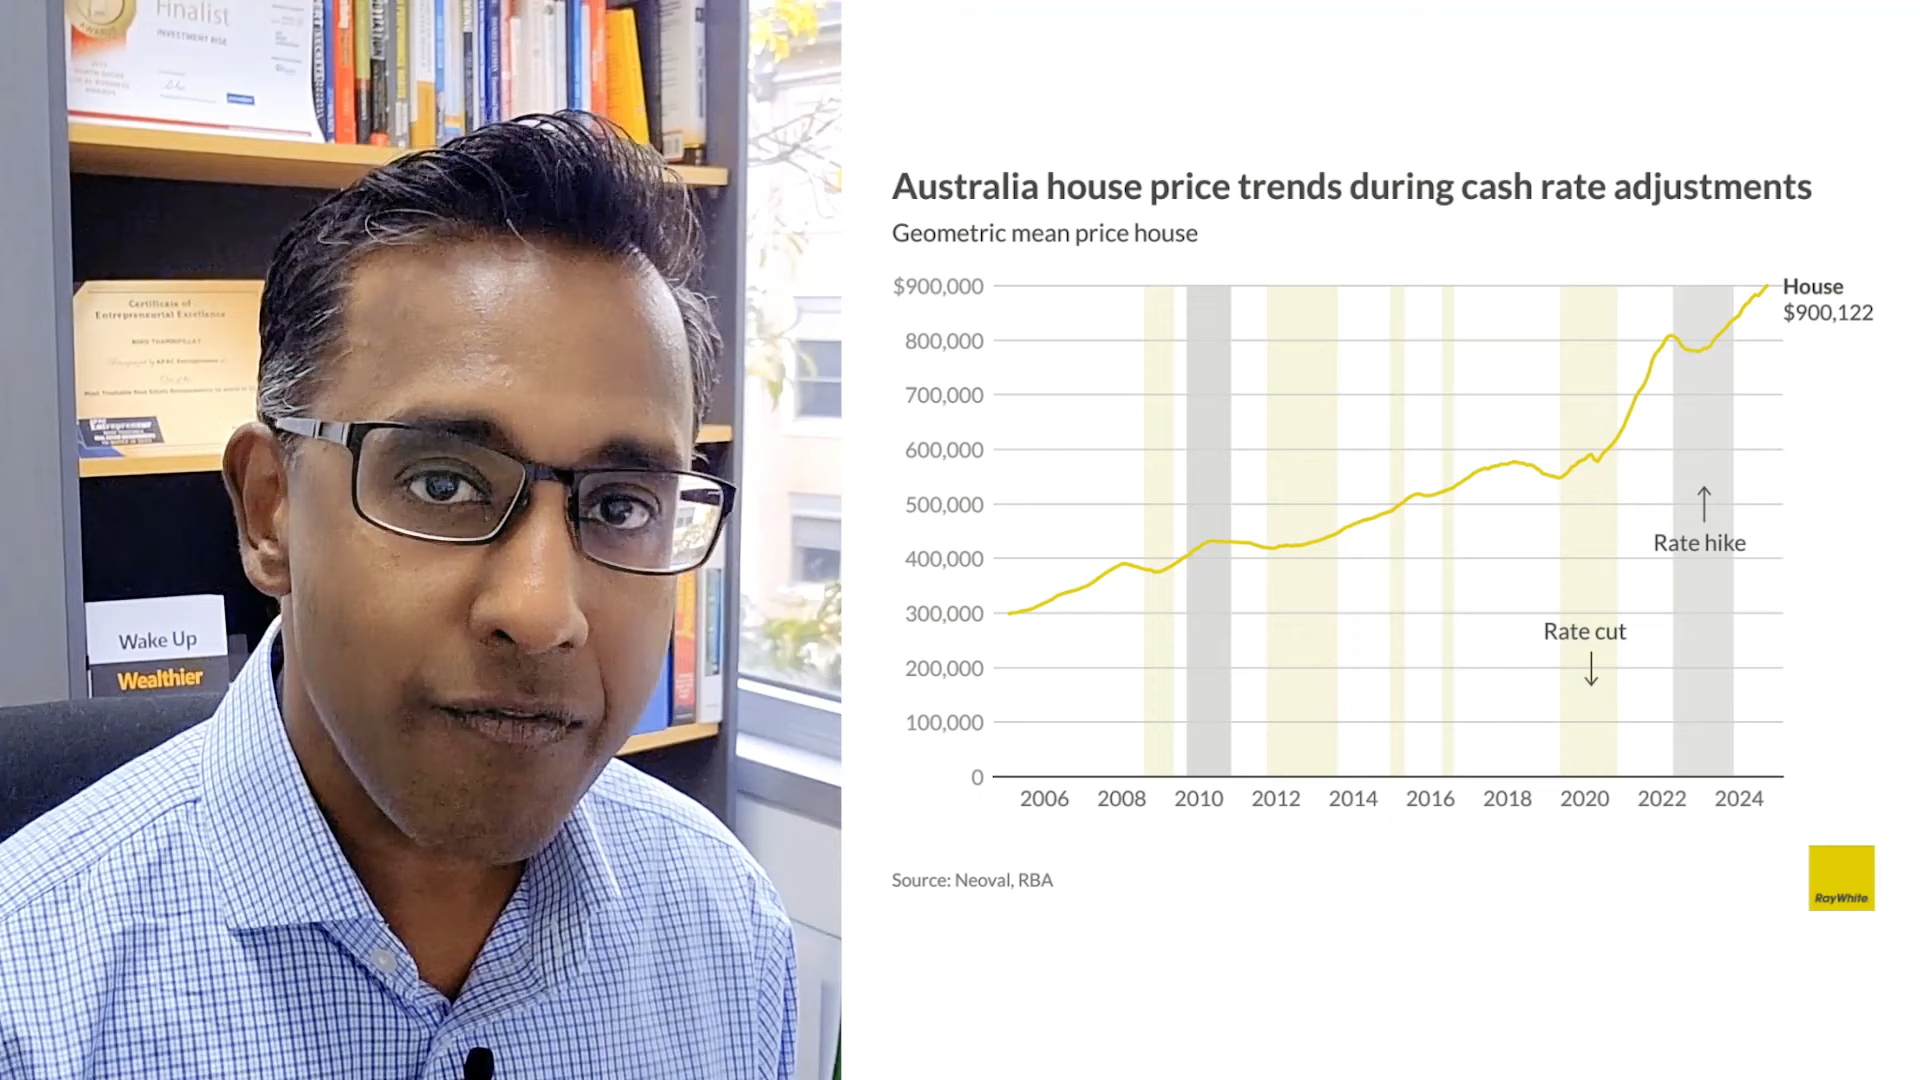 Finalist
INVESTMENT RISE
Certificate of
Entrepreneurial Excellence
Wake Up
Wealthier
Australia house price trends during cash rate adjustments
Geometric mean price house
$900,000
800,000
700,000
600,000
500,000
400,000
300,000
200,000
100,000
0
House
$900,122
Rate hike
↑
Rate cut
↓
2006 2008 2010 2012 2014 2016 2018 2020 2022 2024
Source: Neoval, RBA
RayWhite